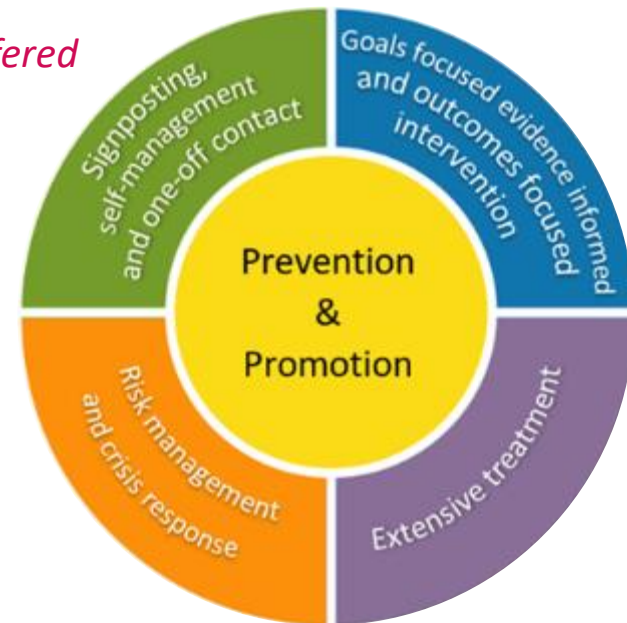 fered
Signposting,
self-management
and one-off contact
Goals focused evidence informed
and outcomes focused
intervention
Prevention
&
Promotion
Risk management
and crisis response
Extensive treatment